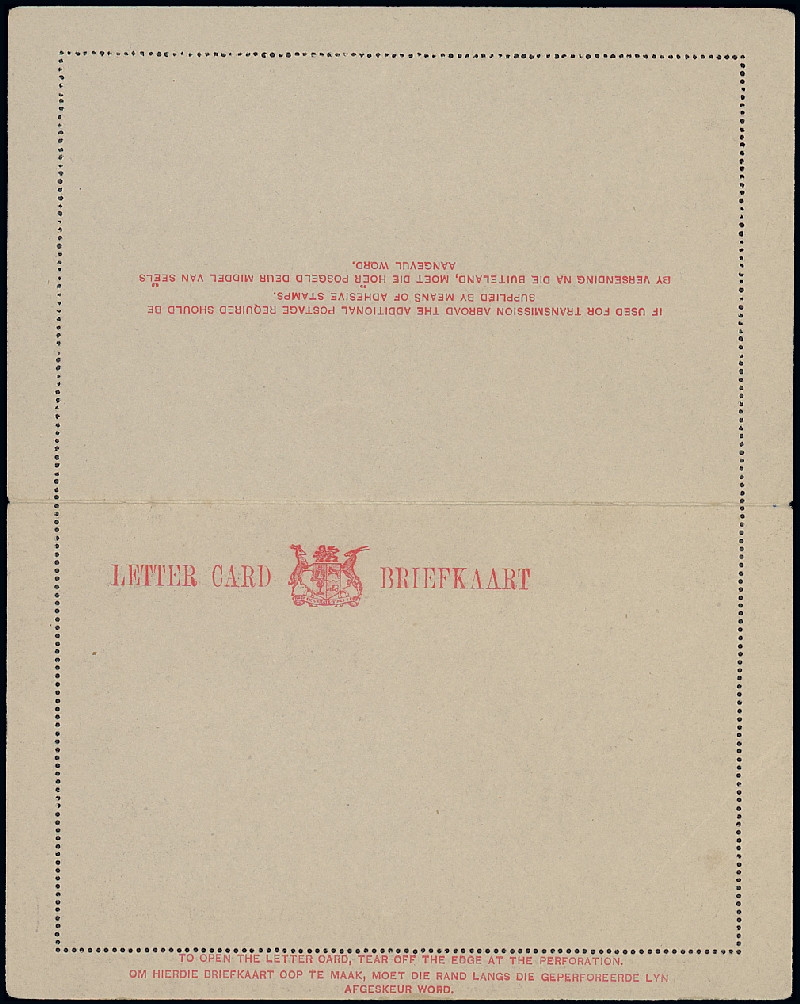 IF USED FOR TRANSMISSION ABROAD THE ADDITIONAL POSTAGE REQUIRED SHOULD BE
SUPPLIED BY MEANS OF ADHESIVE STAMPS.
BY VERSENDING NA DIE BUITELAND, MOET DIE HOËR POSGELD DEUR MIDDEL VAN SEËLS
AANGEVUL WORD.
LETTER CARD BRIEFKAART
TO OPEN THE LETTER CARD, TEAR OFF THE EDGE AT THE PERFORATION.
OM HIERDIE BRIEFKAART OOP TE MAAK, MOET DIE RAND LANGS DIE GEPERFOREERDE LYN
AFGESKEUR WORD.